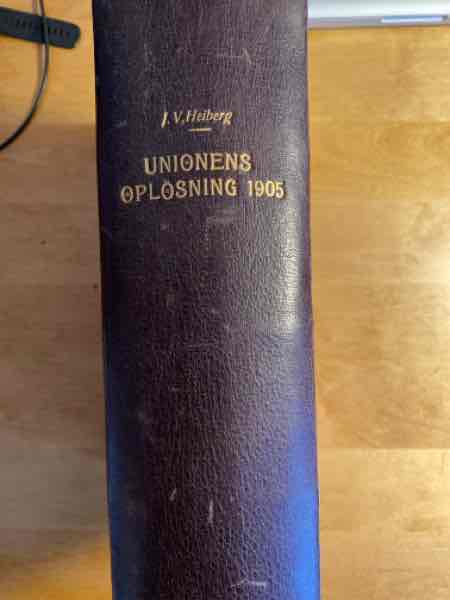 J. V. Heiberg
UNIONENS
OPLØSNING 1905